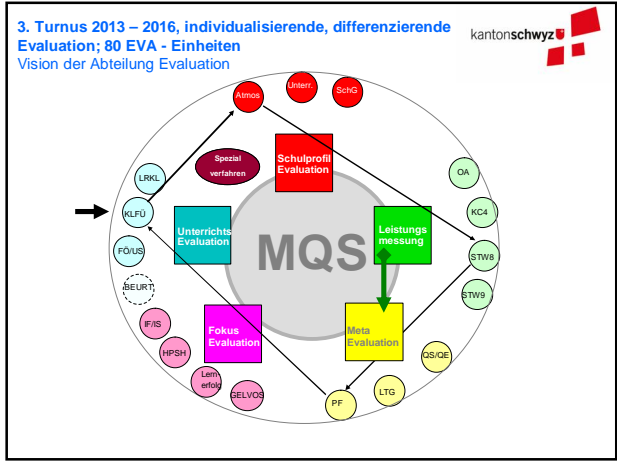 3. Turnus 2013 – 2016, individualisierende, differenzierende
Evaluation; 80 EVA - Einheiten
Vision der Abteilung Evaluation
kantonschwyz
Atmos
Unterr.
SchG
Spezial
verfahren
Schulprofil
Evaluation
LRKL
OA
KLFÜ
KC4
Unterrichts
Evaluation
MQS
Leistungs
messung
FÖ/US
STW8
BEURT
STW9
IF/IS
Fokus
Evaluation
Meta
Evaluation
HPSH
QS/QE
Lern-
erfolg
GELVOS
PF
LTG